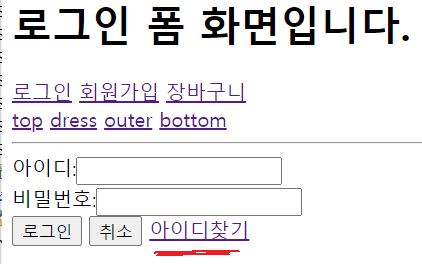 로그인 폼 화면입니다.
로그인 회원가입 장바구니
top dress outer bottom
아이디:
비밀번호:
로그인 취소 아이디찾기